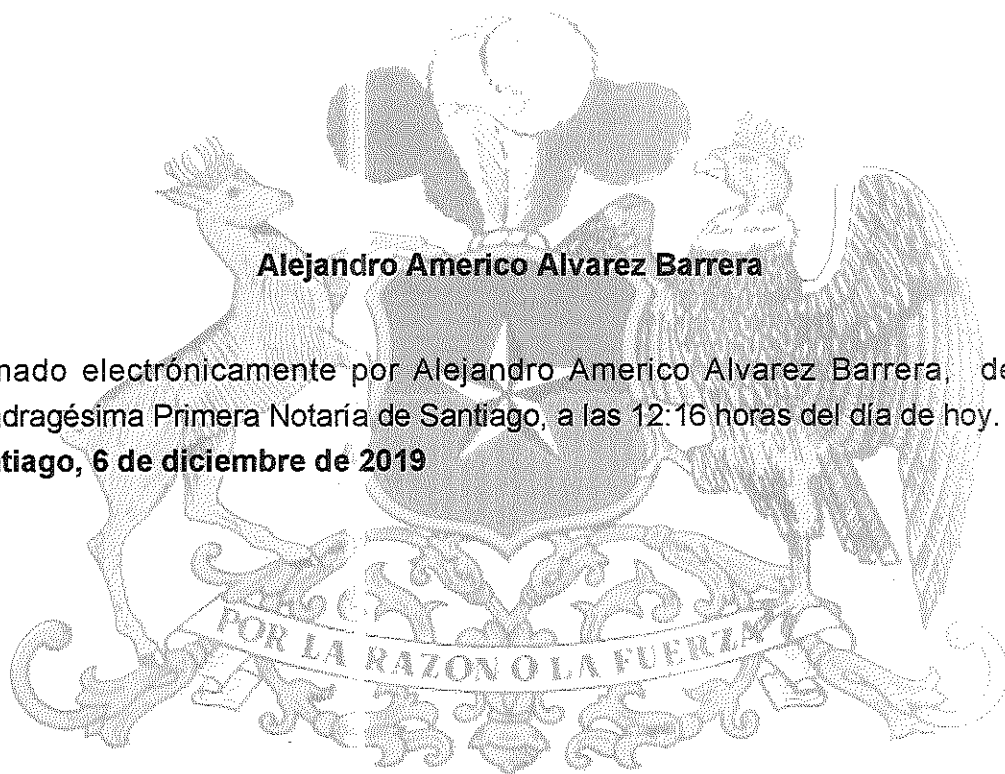 Alejandro Americo Alvarez Barrera
mado electrónicamente por Alejandro Americo Alvarez Barrera, de
dragésima Primera Notaría de Santiago, a las 12:16 horas del día de hoy.
tiago, 6 de diciembre de 2019
POR LA RAZON O LA FUERZA